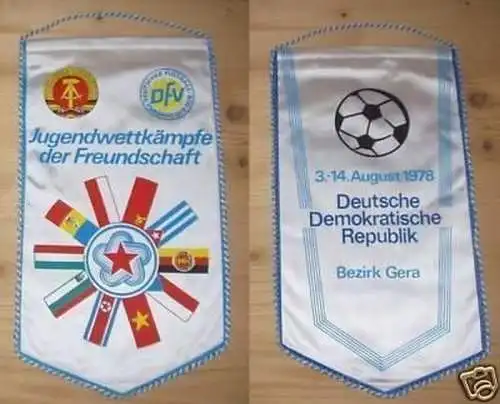 DFV
Jugendwettkämpfe
der Freundschaft
3.-14. August 1978
Deutsche
Demokratische
Republik
Bezirk Gera